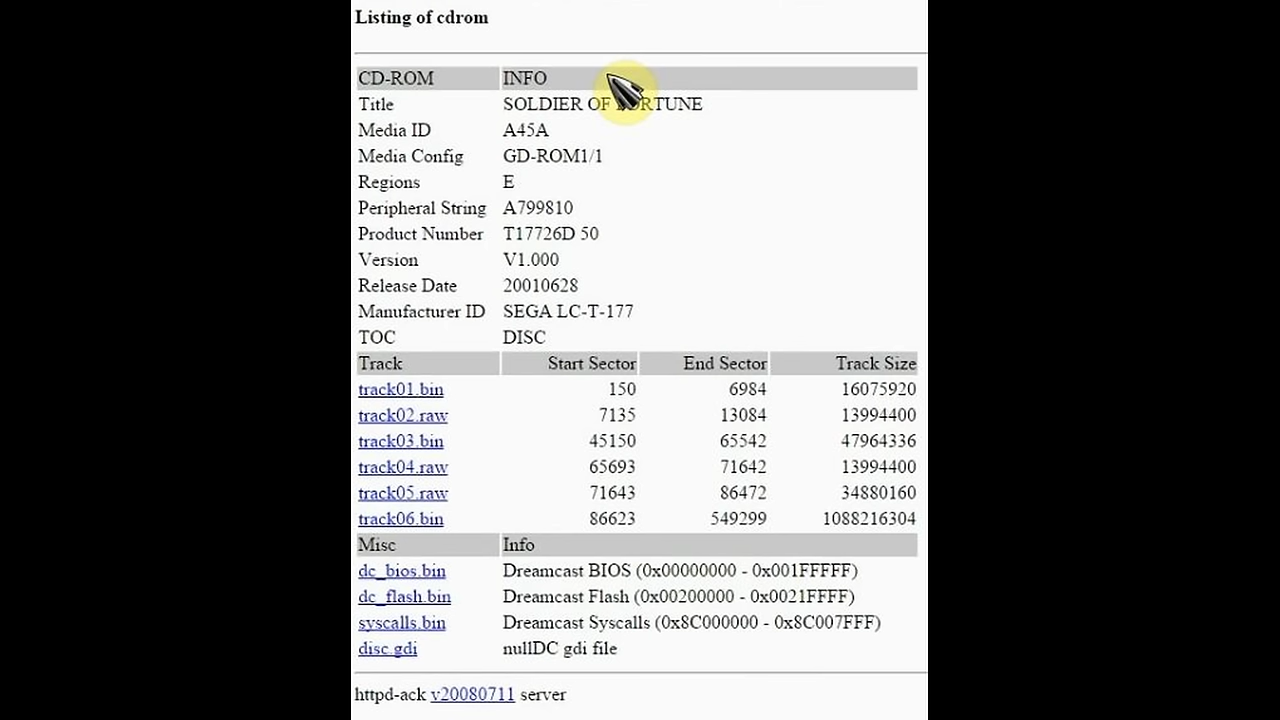 Listing of cdrom
CD-ROM INFO
Title SOLDIER OF FORTUNE
Media ID A45A
Media Config GD-ROM1/1
Regions E
Peripheral String A799810
Product Number T17726D 50
Version V1.000
Release Date 20010628
Manufacturer ID SEGA LC-T-177
TOC DISC
Track Start Sector End Sector Track Size
track01.bin 150 6984 16075920
track02.raw 7135 13084 13994400
track03.bin 45150 65542 47964336
track04.raw 65693 71642 13994400
track05.raw 71643 86472 34880160
track06.bin 86623 549299 1088216304
Misc Info
dc_bios.bin Dreamcast BIOS (0x00000000 - 0x001FFFFF)
dc_flash.bin Dreamcast Flash (0x00200000 - 0x0021FFFF)
syscalls.bin Dreamcast Syscalls (0x8C000000 - 0x8C007FFF)
disc.gdi nullDC gdi file
httpd-ack v20080711 server